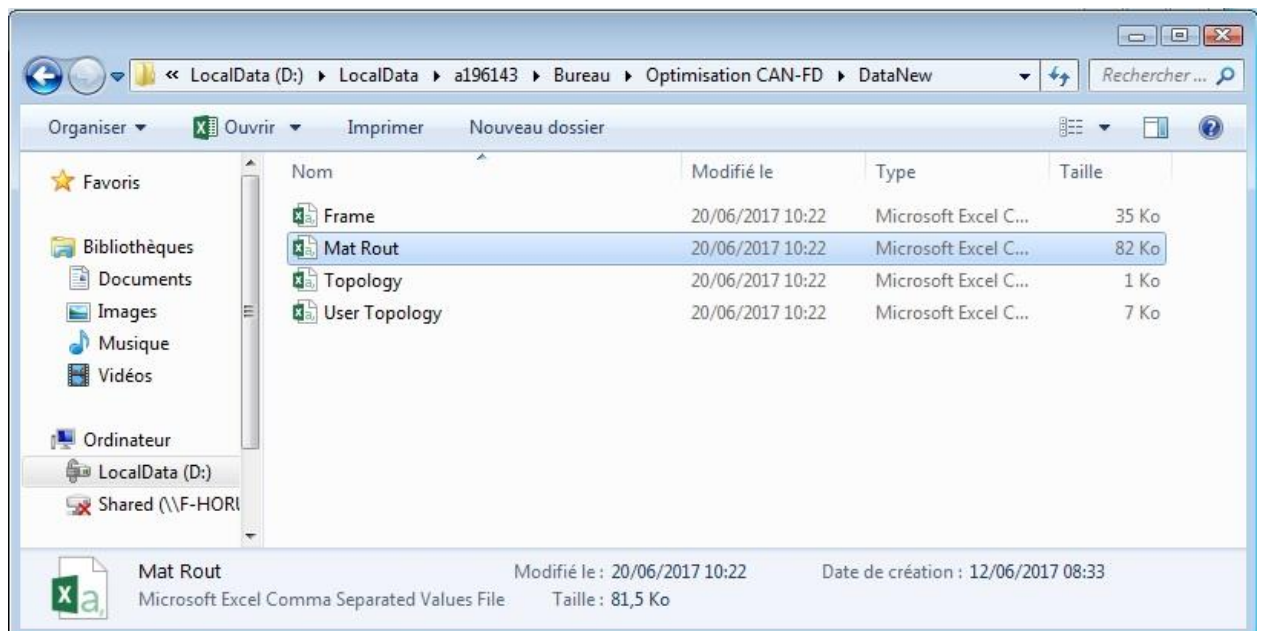 « LocalData (D:) ▸ LocalData ▸ a196143 ▸ Bureau ▸ Optimisation CAN-FD ▸ DataNew Rechercher ...
Organiser Ouvrir Imprimer Nouveau dossier
Favoris
Bibliothèques
Documents
Images
Musique
Vidéos
Ordinateur
LocalData (D:)
Shared (\\F-HORU
Nom Modifié le Type Taille
Frame 20/06/2017 10:22 Microsoft Excel C... 35 Ko
Mat Rout 20/06/2017 10:22 Microsoft Excel C... 82 Ko
Topology 20/06/2017 10:22 Microsoft Excel C... 1 Ko
User Topology 20/06/2017 10:22 Microsoft Excel C... 7 Ko
Mat Rout Modifié le : 20/06/2017 10:22 Date de création : 12/06/2017 08:33
Microsoft Excel Comma Separated Values File Taille : 81,5 Ko